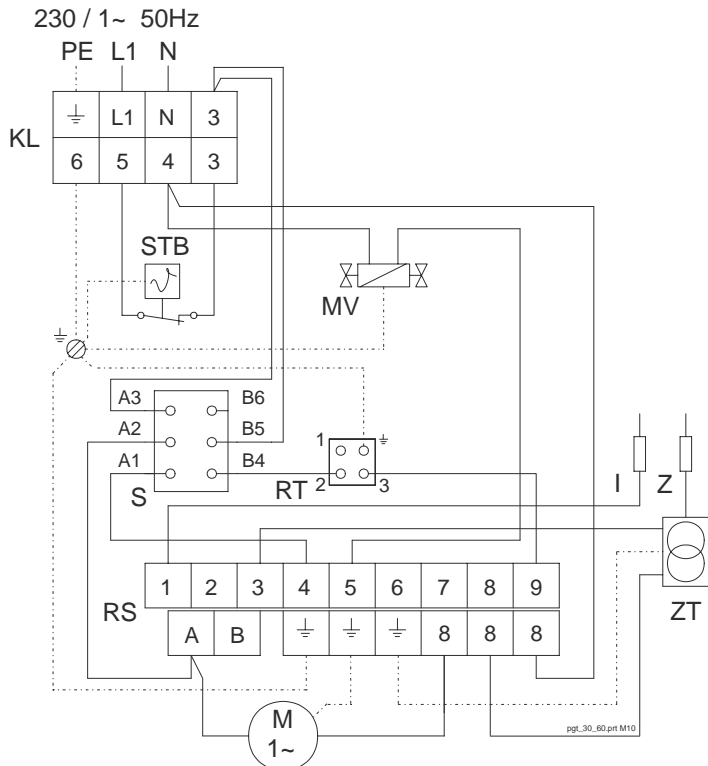 230 / 1~ 50Hz
PE L1 N
KL
L1 N 3
6 5 4 3
STB
MV
A3 B6
A2 B5
A1 B4
S
1
RT 2 3
I Z
1 2 3 4 5 6 7 8 9
RS
ZT
A B 8 8 8
M
1~
pgt_30_60.prt M10